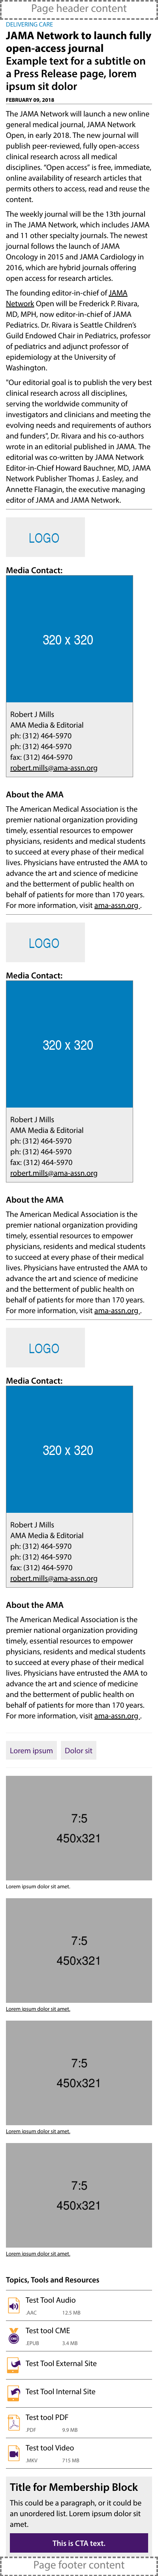 Page header content
DELIVERING CARE
JAMA Network to launch fully
open-access journal
Example text for a subtitle on
a Press Release page, lorem
ipsum sit dolor
FEBRUARY 09, 2018
The JAMA Network will launch a new online
general medical journal, JAMA Network
Open, in early 2018. The new journal will
publish peer-reviewed, fully open-access
clinical research across all medical
disciplines. “Open access” is free, immediate,
online availability of research articles that
permits others to access, read and reuse the
content.
The weekly journal will be the 13th journal
in The JAMA Network, which includes JAMA
and 11 other specialty journals. The newest
journal follows the launch of JAMA
Oncology in 2015 and JAMA Cardiology in
2016, which are hybrid journals offering
open access for research articles.
The founding editor-in-chief of JAMA
Network Open will be Frederick P. Rivara,
MD, MPH, now editor-in-chief of JAMA
Pediatrics. Dr. Rivara is Seattle Children’s
Guild Endowed Chair in Pediatrics, professor
of pediatrics and adjunct professor of
epidemiology at the University of
Washington.
"Our editorial goal is to publish the very best
clinical research across all disciplines,
serving the worldwide community of
investigators and clinicians and meeting the
evolving needs and requirements of authors
and funders”, Dr. Rivara and his co-authors
wrote in an editorial published in JAMA. The
editorial was co-written by JAMA Network
Editor-in-Chief Howard Bauchner, MD, JAMA
Network Publisher Thomas J. Easley, and
Annette Flanagin, the executive managing
editor of JAMA and JAMA Network.
LOGO
Media Contact:
320 x 320
Robert J Mills
AMA Media & Editorial
ph: (312) 464-5970
ph: (312) 464-5970
fax: (312) 464-5970
robert.mills@ama-assn.org
About the AMA
The American Medical Association is the
premier national organization providing
timely, essential resources to empower
physicians, residents and medical students
to succeed at every phase of their medical
lives. Physicians have entrusted the AMA to
advance the art and science of medicine
and the betterment of public health on
behalf of patients for more than 170 years.
For more information, visit ama-assn.org .
LOGO
Media Contact:
320 x 320
Robert J Mills
AMA Media & Editorial
ph: (312) 464-5970
ph: (312) 464-5970
fax: (312) 464-5970
robert.mills@ama-assn.org
About the AMA
The American Medical Association is the
premier national organization providing
timely, essential resources to empower
physicians, residents and medical students
to succeed at every phase of their medical
lives. Physicians have entrusted the AMA to
advance the art and science of medicine
and the betterment of public health on
behalf of patients for more than 170 years.
For more information, visit ama-assn.org .
LOGO
Media Contact:
320 x 320
Robert J Mills
AMA Media & Editorial
ph: (312) 464-5970
ph: (312) 464-5970
fax: (312) 464-5970
robert.mills@ama-assn.org
About the AMA
The American Medical Association is the
premier national organization providing
timely, essential resources to empower
physicians, residents and medical students
to succeed at every phase of their medical
lives. Physicians have entrusted the AMA to
advance the art and science of medicine
and the betterment of public health on
behalf of patients for more than 170 years.
For more information, visit ama-assn.org .
Lorem ipsum Dolor sit
7:5
450x321
Lorem ipsum dolor sit amet.
7:5
450x321
Lorem ipsum dolor sit amet.
7:5
450x321
Lorem ipsum dolor sit amet.
7:5
450x321
Lorem ipsum dolor sit amet.
Topics, Tools and Resources
Test Tool Audio
.AAC 12.5 MB
Test tool CME
.EPUB 3.4 MB
Test Tool External Site
Test Tool Internal Site
Test tool PDF
.PDF 9.9 MB
Test tool Video
.MKV 715 MB
Title for Membership Block
This could be a paragraph, or it could be
an unordered list. Lorem ipsum dolor sit
amet.
This is CTA text.
Page footer content